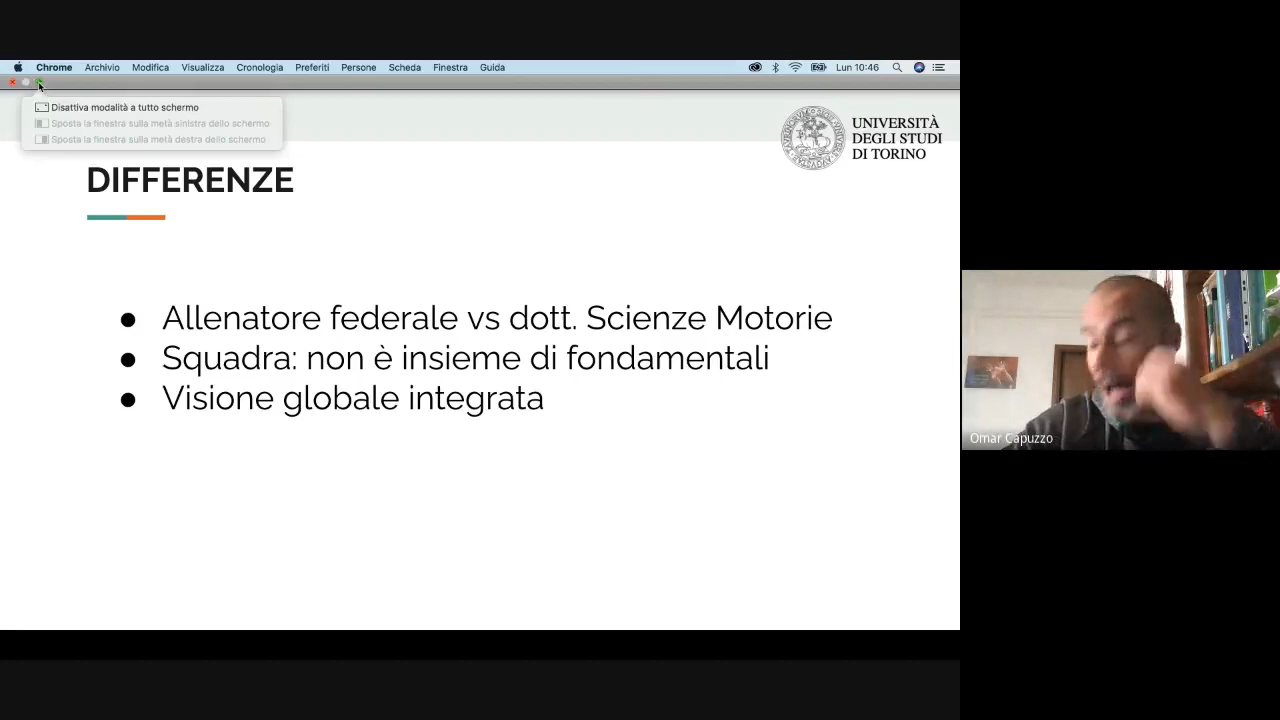 Chrome Archivio Modifica Visualizza Cronologia Preferiti Persone Scheda Finestra Guida Lun 10:46
Disattiva modalità a tutto schermo
Sposta la finestra sulla metà sinistra dello schermo
Sposta la finestra sulla metà destra dello schermo
UNIVERSITÀ
DEGLI STUDI
DI TORINO
DIFFERENZE
● Allenatore federale vs dott. Scienze Motorie
● Squadra: non è insieme di fondamentali
● Visione globale integrata
Omar Capuzzo